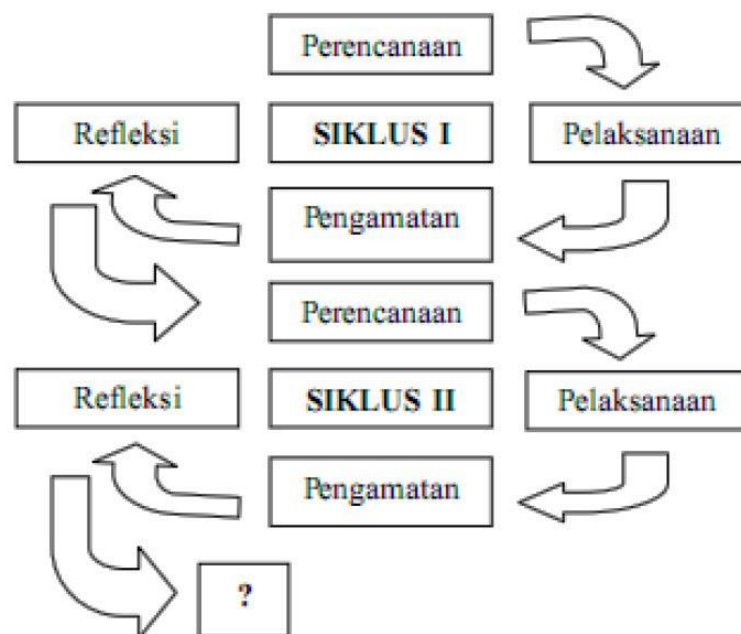 Perencanaan
Refleksi
SIKLUS I
Pelaksanaan
Pengamatan
Perencanaan
Refleksi
SIKLUS II
Pelaksanaan
Pengamatan
?